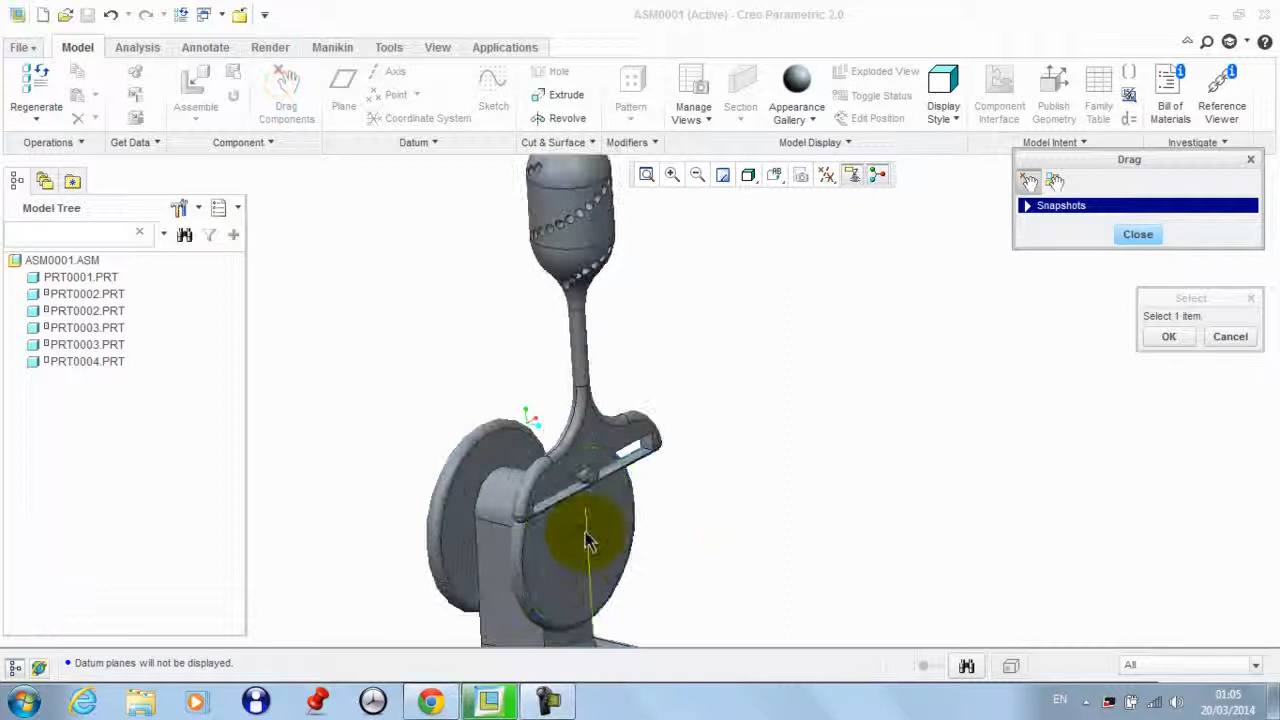 ASM0001 (Active) - Creo Parametric 2.0
File Model Analysis Annotate Render Manikin Tools View Applications
Regenerate
Assemble
Drag Components
Plane
Axis
Point
Coordinate System
Sketch
Hole
Extrude
Revolve
Pattern
Manage Views
Section
Appearance Gallery
Exploded View
Toggle Status
Edit Position
Display Style
Component Interface
Publish Geometry
Family Table
Bill of Materials
Reference Viewer
Operations Get Data Component Datum Cut & Surface Modifiers Model Display Model Intent Investigate
Drag
Snapshots
Close
Model Tree
ASM0001.ASM
PRT0001.PRT
PRT0002.PRT
PRT0002.PRT
PRT0003.PRT
PRT0003.PRT
PRT0004.PRT
Select
Select 1 item.
OK Cancel
Datum planes will not be displayed.
All
EN
01:05
20/03/2014